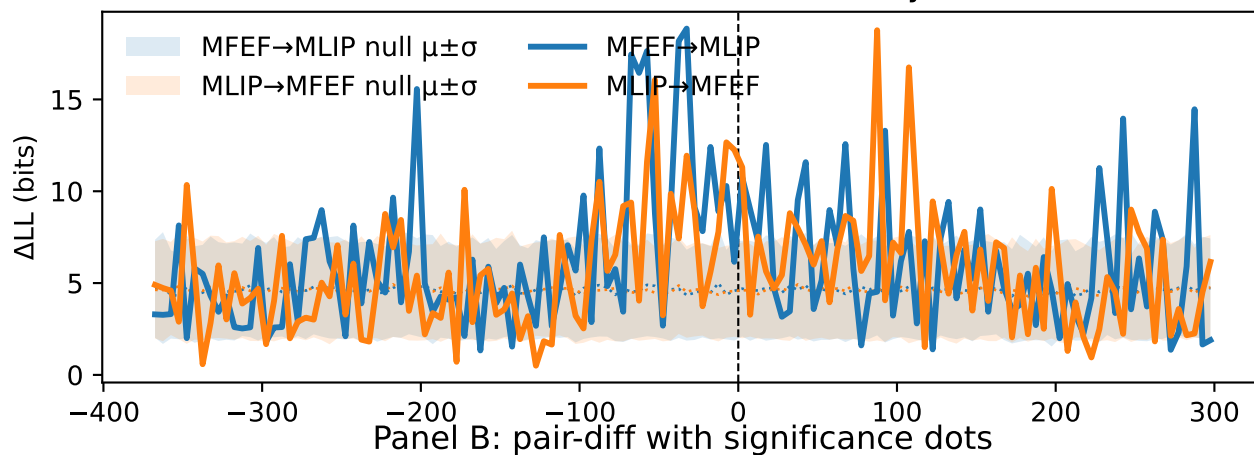 MFEF→MLIP null μ±σ
MLIP→MFEF null μ±σ
MFEF→MLIP
MLIP→MFEF
ΔLL (bits)
15
10
5
0
−400 −300 −200 −100 0 100 200 300
Panel B: pair-diff with significance dots